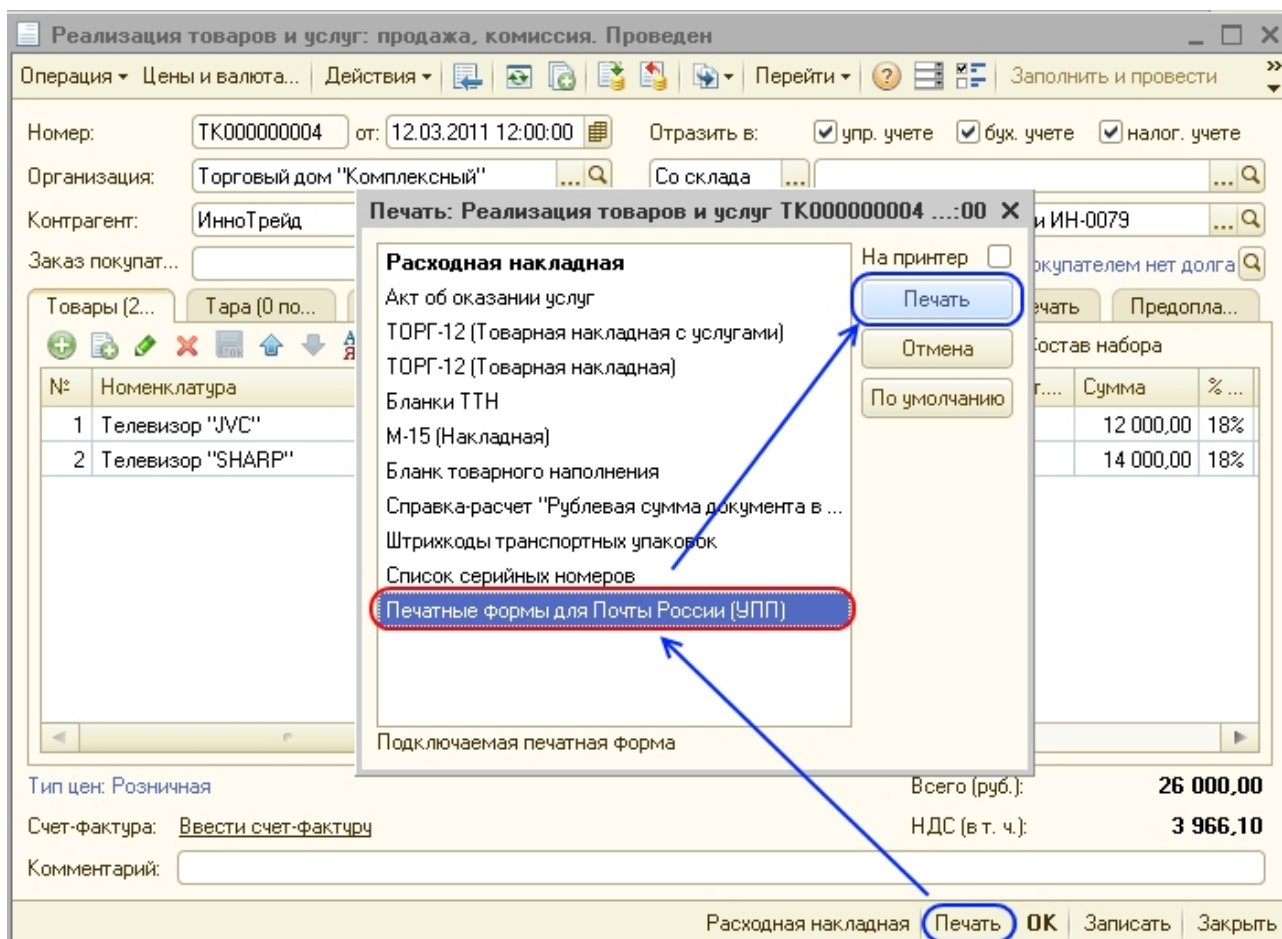 Реализация товаров и услуг: продажа, комиссия. Проведен
Операция Цены и валюта... Действия Перейти Заполнить и провести
Номер: ТК000000004 от: 12.03.2011 12:00:00 Отразить в: упр. учете бух. учете налог. учете
Организация: Торговый дом "Комплексный" ... Со склада ... ...
Контрагент: ИнноТрейд и ИН-0079 ...
Заказ покупат... окупателем нет долга
Товары (2... Тара (0 по... ечать Предопла...
остав набора
№ Номенклатура т.... Сумма % ...
1 Телевизор "JVC" 12 000,00 18%
2 Телевизор "SHARP" 14 000,00 18%
Печать: Реализация товаров и услуг ТК000000004 ...:00
Расходная накладная
Акт об оказании услуг
ТОРГ-12 (Товарная накладная с услугами)
ТОРГ-12 (Товарная накладная)
Бланки ТТН
М-15 (Накладная)
Бланк товарного наполнения
Справка-расчет "Рублевая сумма документа в ...
Штрихкоды транспортных упаковок
Список серийных номеров
Печатные формы для Почты России (УПП)
На принтер
Печать
Отмена
По умолчанию
Подключаемая печатная форма
Тип цен: Розничная Всего (руб.): 26 000,00
Счет-фактура: Ввести счет-фактуру НДС (в т. ч.): 3 966,10
Комментарий:
Расходная накладная Печать OK Записать Закрыть